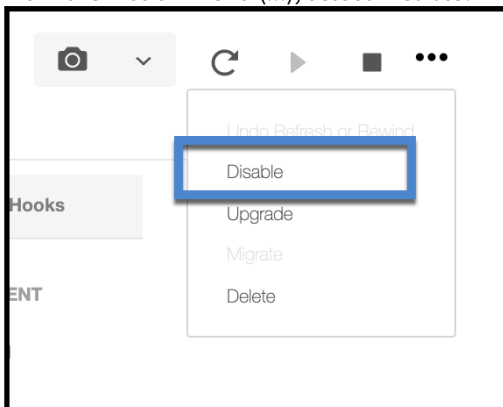 Undo Refresh or Rewind
Disable
Hooks
Upgrade
Migrate
ENT
Delete